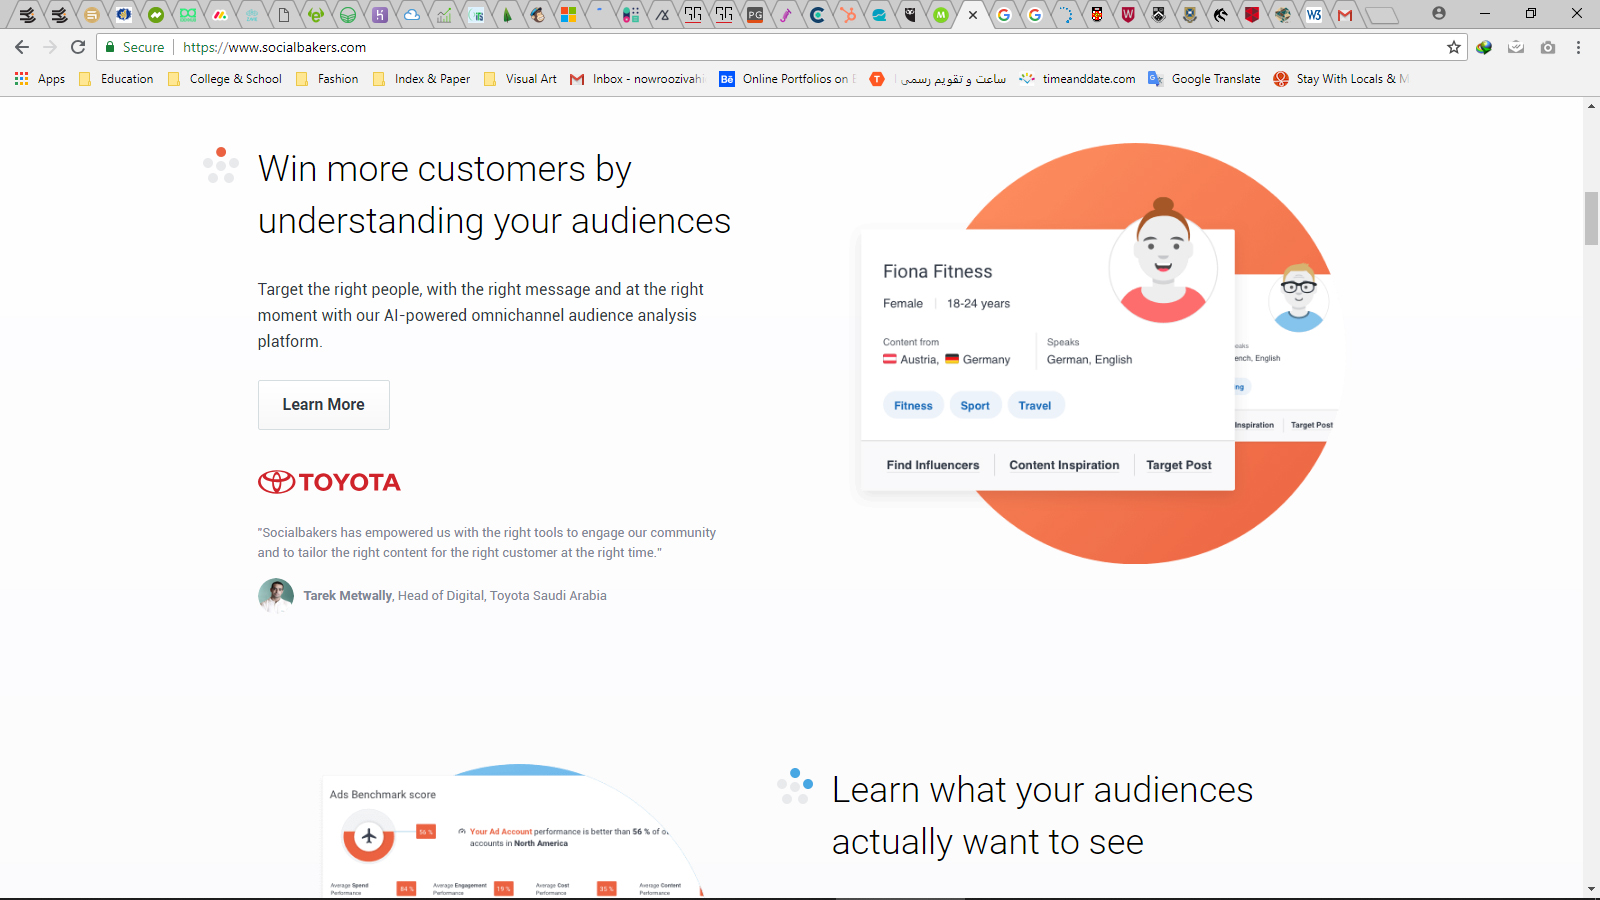 Secure https://www.socialbakers.com
Apps Education College & School Fashion Index & Paper Visual Art Inbox - nowroozivahi Online Portfolios on ساعت و تقویم رسمی timeanddate.com Google Translate Stay With Locals & M
Win more customers by
understanding your audiences
Target the right people, with the right message and at the right
moment with our AI-powered omnichannel audience analysis
platform.
Learn More
TOYOTA
"Socialbakers has empowered us with the right tools to engage our community
and to tailor the right content for the right customer at the right time."
Tarek Metwally, Head of Digital, Toyota Saudi Arabia
Fiona Fitness
Female 18-24 years
Content from Speaks
Austria, Germany German, English
Fitness Sport Travel
Find Influencers Content Inspiration Target Post
English
Inspiration Target Post
Learn what your audiences
actually want to see
Ads Benchmark score
56 %
Your Ad Account performance is better than 56 % of
accounts in North America
Average Spend Performance 84 % Average Engagement Performance 19 % Average Cost Performance 35 % Average Content Performance